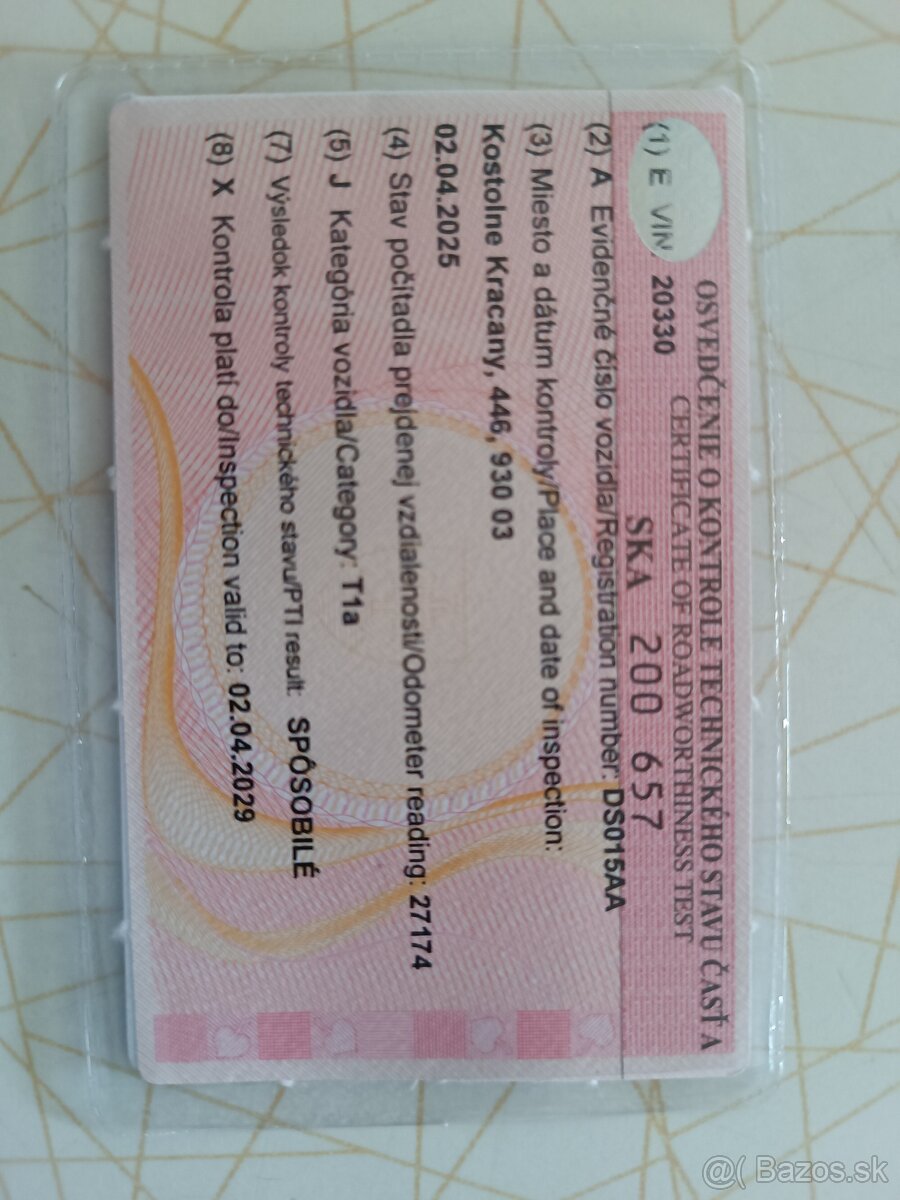 OSVEDČENIE O KONTROLE TECHNICKÉHO STAVU ČASŤ A
CERTIFICATE OF ROADWORTHINESS TEST
SKA 200 657
(1) E VIN 20330
(2) A Evidenčné číslo vozidla/Registration number: DS015AA
(3) Miesto a dátum kontroly/Place and date of inspection:
Kostolne Kracany, 446, 930 03
02.04.2025
(4) Stav počítadla prejdenej vzdialenosti/Odometer reading: 27174
(5) J Kategória vozidla/Category: T1a
(7) Výsledok kontroly technického stavu/PTI result: SPÔSOBILÉ
(8) X Kontrola platí do/Inspection valid to: 02.04.2029
@( Bazos.sk